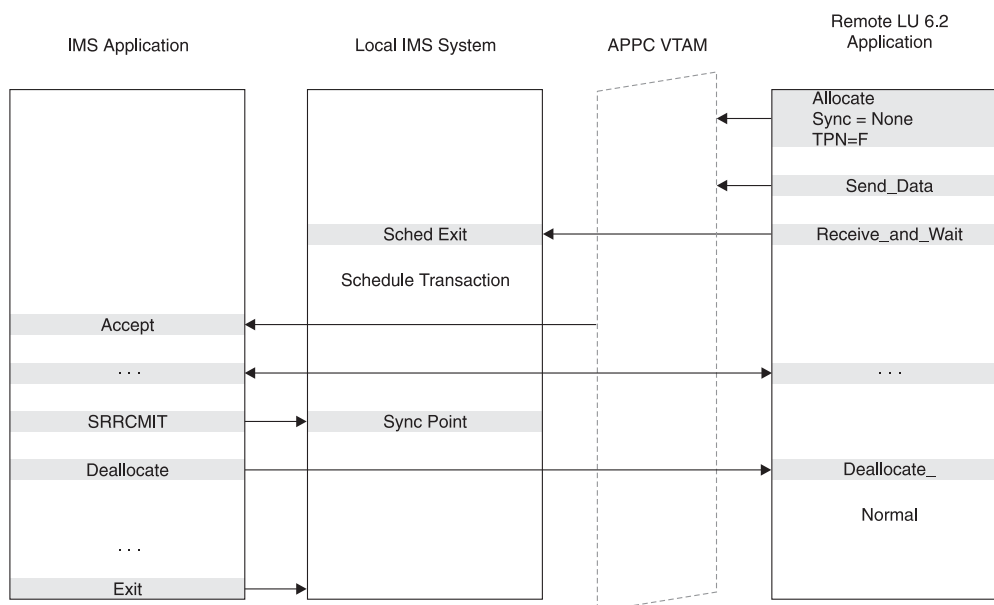 IMS Application
Local IMS System
APPC VTAM
Remote LU 6.2
Application
Allocate
Sync = None
TPN=F
Send_Data
Sched Exit
Receive_and_Wait
Schedule Transaction
Accept
. . .
. . .
SRRCMIT
Sync Point
Deallocate
Deallocate_
Normal
. . .
Exit